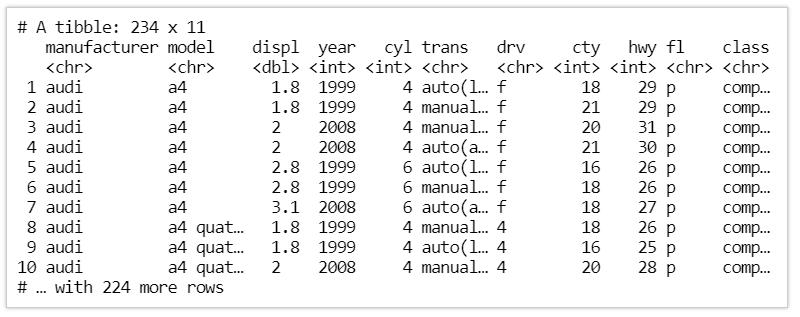 # A tibble: 234 x 11
manufacturer model displ year cyl trans drv cty hwy fl class
<chr> <chr> <dbl> <int> <int> <chr> <chr> <int> <int> <chr> <chr>
1 audi a4 1.8 1999 4 auto(l… f 18 29 p comp…
2 audi a4 1.8 1999 4 manual… f 21 29 p comp…
3 audi a4 2 2008 4 manual… f 20 31 p comp…
4 audi a4 2 2008 4 auto(a… f 21 30 p comp…
5 audi a4 2.8 1999 6 auto(l… f 16 26 p comp…
6 audi a4 2.8 1999 6 manual… f 18 26 p comp…
7 audi a4 3.1 2008 6 auto(a… f 18 27 p comp…
8 audi a4 quat… 1.8 1999 4 manual… 4 18 26 p comp…
9 audi a4 quat… 1.8 1999 4 auto(l… 4 16 25 p comp…
10 audi a4 quat… 2 2008 4 manual… 4 20 28 p comp…
# … with 224 more rows